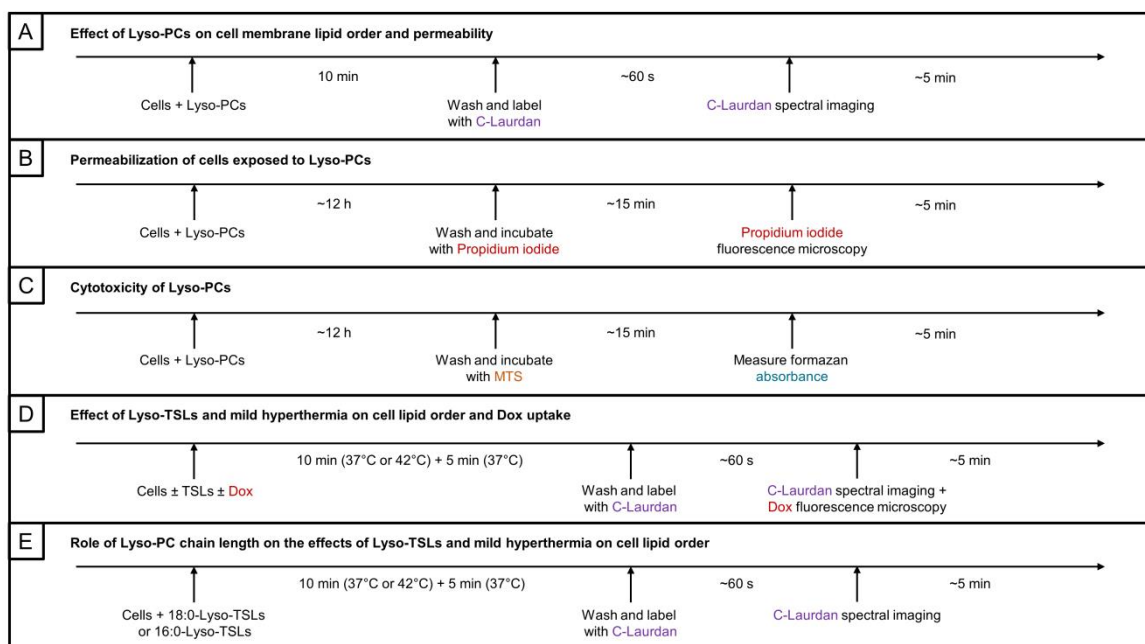 A
Effect of Lyso-PCs on cell membrane lipid order and permeability
10 min
~60 s
~5 min
Cells + Lyso-PCs
Wash and label
with C-Laurdan
C-Laurdan spectral imaging
B
Permeabilization of cells exposed to Lyso-PCs
~12 h
~15 min
~5 min
Cells + Lyso-PCs
Wash and incubate
with Propidium iodide
Propidium iodide
fluorescence microscopy
C
Cytotoxicity of Lyso-PCs
~12 h
~15 min
~5 min
Cells + Lyso-PCs
Wash and incubate
with MTS
Measure formazan
absorbance
D
Effect of Lyso-TSLs and mild hyperthermia on cell lipid order and Dox uptake
10 min (37°C or 42°C) + 5 min (37°C)
~60 s
~5 min
Cells ± TSLs ± Dox
Wash and label
with C-Laurdan
C-Laurdan spectral imaging +
Dox fluorescence microscopy
E
Role of Lyso-PC chain length on the effects of Lyso-TSLs and mild hyperthermia on cell lipid order
10 min (37°C or 42°C) + 5 min (37°C)
~60 s
~5 min
Cells + 18:0-Lyso-TSLs
or 16:0-Lyso-TSLs
Wash and label
with C-Laurdan
C-Laurdan spectral imaging